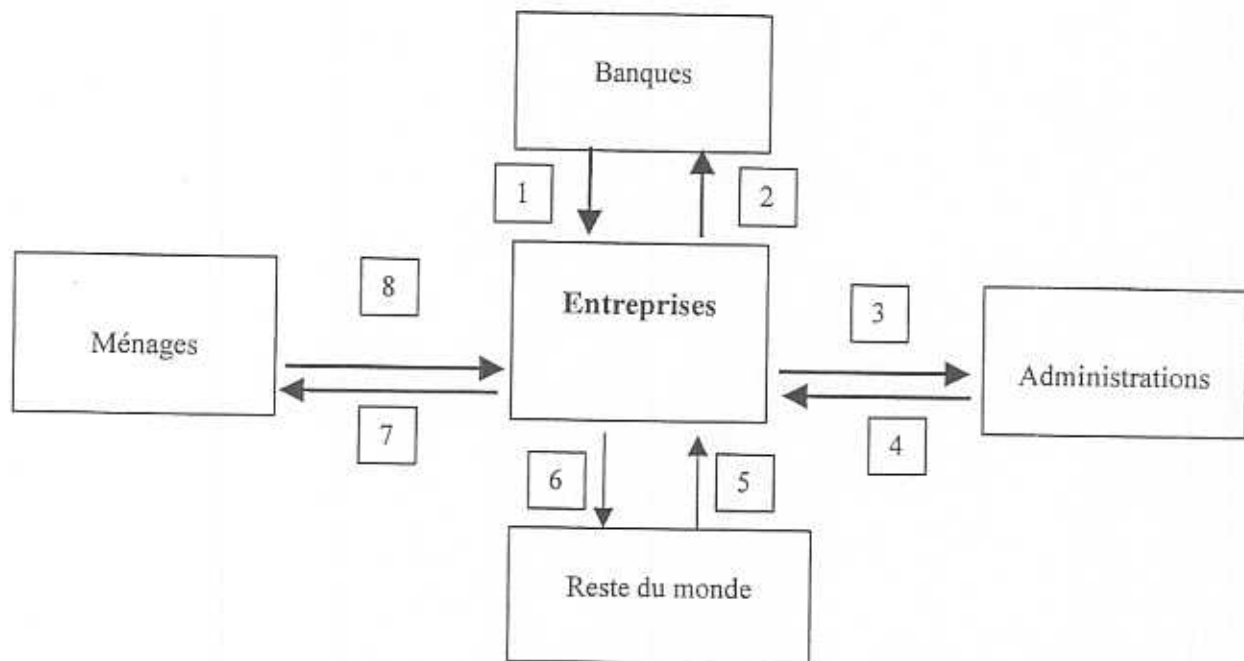 Banques
1
2
Entreprises
8
3
Ménages
Administrations
7
4
6
5
Reste du monde